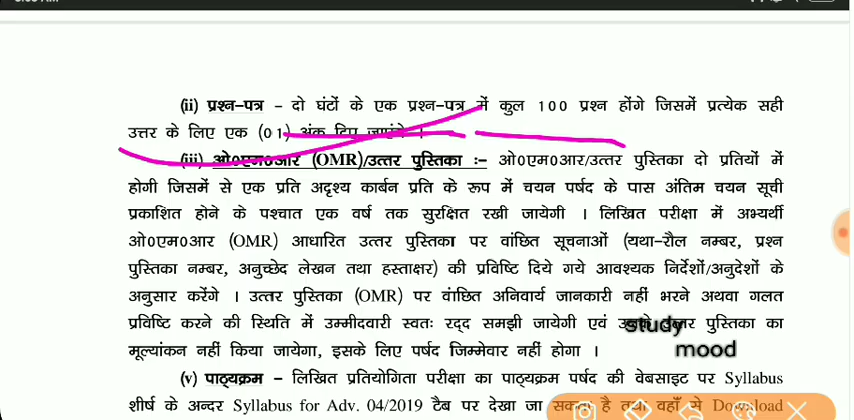 (ii) प्रश्न-पत्र - दो घंटों के एक प्रश्न-पत्र में कुल 100 प्रश्न होंगे जिसमें प्रत्येक सही
उत्तर के लिए एक (01) अंक दिए जाएंगे ।
(iii) ओ0एम0आर (OMR)/उत्तर पुस्तिका :- ओ0एम0आर/उत्तर पुस्तिका दो प्रतियों में
होगी जिसमें से एक प्रति अदृश्य कार्बन प्रति के रूप में चयन पर्षद के पास अंतिम चयन सूची
प्रकाशित होने के पश्चात एक वर्ष तक सुरक्षित रखी जायेगी । लिखित परीक्षा में अभ्यर्थी
ओ0एम0आर (OMR) आधारित उत्तर पुस्तिका पर वांछित सूचनाओं (यथा-रौल नम्बर, प्रश्न
पुस्तिका नम्बर, अनुच्छेद लेखन तथा हस्ताक्षर) की प्रविष्टि दिये गये आवश्यक निर्देशों/अनुदेशों के
अनुसार करेंगे । उत्तर पुस्तिका (OMR) पर वांछित अनिवार्य जानकारी नहीं भरने अथवा गलत
प्रविष्टि करने की स्थिति में उम्मीदवारी स्वतः रद्द समझी जायेगी एवं उनके उत्तर पुस्तिका का
study
मूल्यांकन नहीं किया जायेगा, इसके लिए पर्षद जिम्मेवार नहीं होगा ।
mood
(v) पाठ्यक्रम - लिखित प्रतियोगिता परीक्षा का पाठ्यक्रम पर्षद की वेबसाइट पर Syllabus
शीर्ष के अन्दर Syllabus for Adv. 04/2019 टैब पर देखा जा सकता है तथा वहाँ से Download